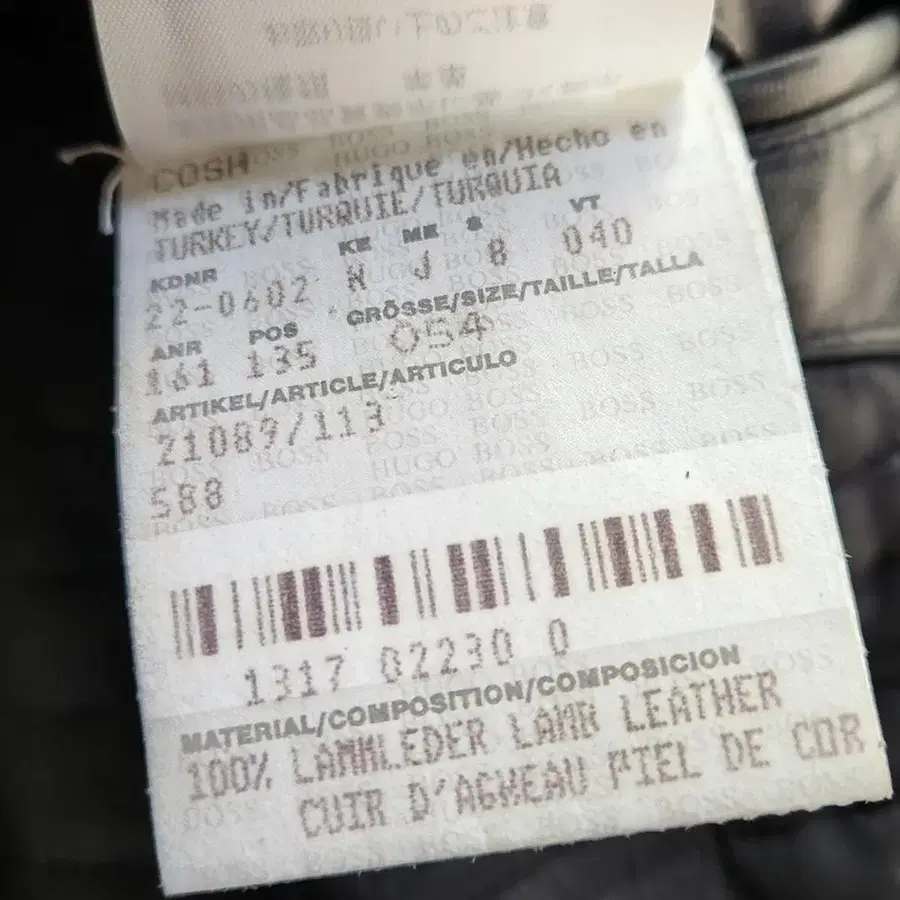 COSH
Made in/Fabrique en/Hecho en
TURKEY/TURQUIE/TURQUIA
KDNR KE ME S VT
22-0602 N J 8 040
ANR POS GRÖSSE/SIZE/TAILLE/TALLA
161 135 054
ARTIKEL/ARTICLE/ARTICULO
21089/113
SB8
1317 02230 0
MATERIAL/COMPOSITION/COMPOSICION
100% LAMMLEDER LAMB LEATHER
CUIR D'AGNEAU PIEL DE COR